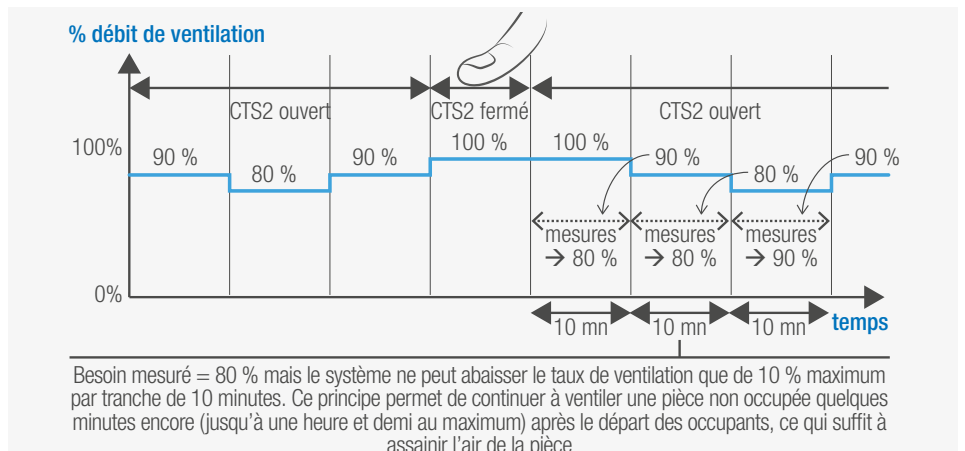 % débit de ventilation
CTS2 ouvert
CTS2 fermé
CTS2 ouvert
100%
90 %
80 %
90 %
100 %
100 %
90 %
80 %
90 %
mesures
→ 80 %
mesures
→ 80 %
mesures
→ 90 %
0%
10 mn
10 mn
10 mn
temps
Besoin mesuré = 80 % mais le système ne peut abaisser le taux de ventilation que de 10 % maximum
par tranche de 10 minutes. Ce principe permet de continuer à ventiler une pièce non occupée quelques
minutes encore (jusqu’à une heure et demi au maximum) après le départ des occupants, ce qui suffit à
assainir l’air de la pièce